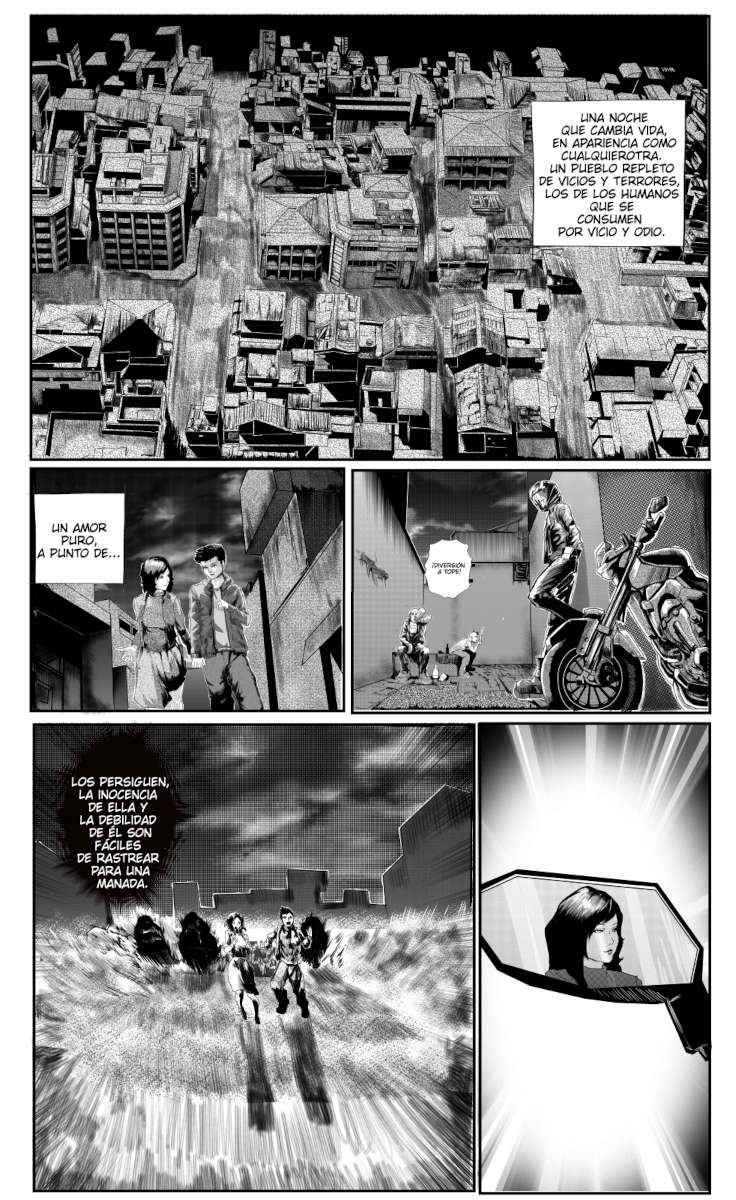 UNA NOCHE
QUE CAMBIA VIDA,
EN APARIENCIA COMO
CUALQUIEROTRA.
UN PUEBLO REPLETO
DE VICIOS Y TERRORES,
LOS DE LOS HUMANOS
QUE SE
CONSUMEN
POR VICIO Y ODIO.
UN AMOR
PURO,
A PUNTO DE...
¡DIVERSIÓN
A TOPE!
LOS PERSIGUEN,
LA INOCENCIA
DE ELLA Y
LA DEBILIDAD
DE ÉL SON
FÁCILES
DE RASTREAR
PARA UNA
MANADA.